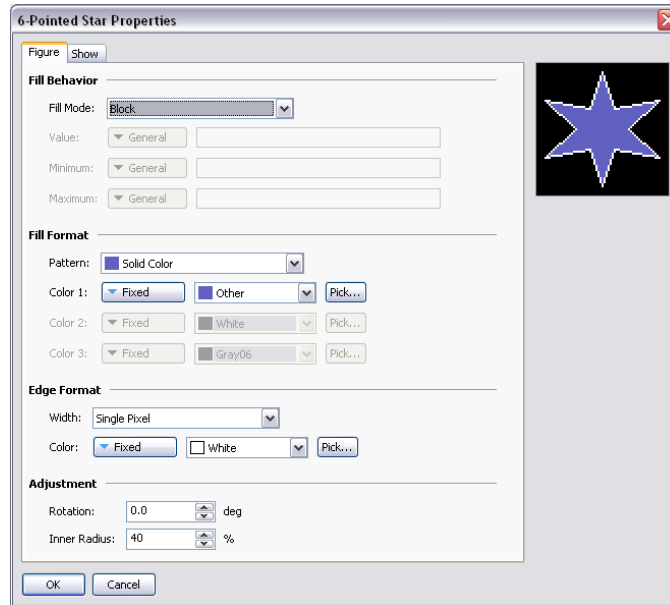 6-Pointed Star Properties
Figure Show
Fill Behavior
Fill Mode: Block
Value: General
Minimum: General
Maximum: General
Fill Format
Pattern: Solid Color
Color 1: Fixed Other Pick...
Color 2: Fixed White Pick...
Color 3: Fixed Gray06 Pick...
Edge Format
Width: Single Pixel
Color: Fixed White Pick...
Adjustment
Rotation: 0.0 deg
Inner Radius: 40 %
OK Cancel